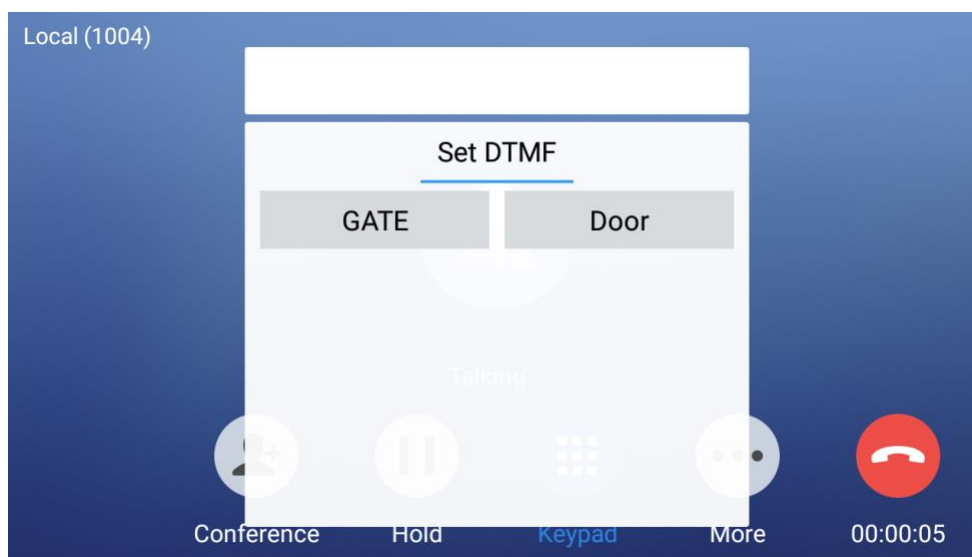 Local (1004)
Set DTMF
GATE Door
Talking...
Conference Hold Keypad More 00:00:05